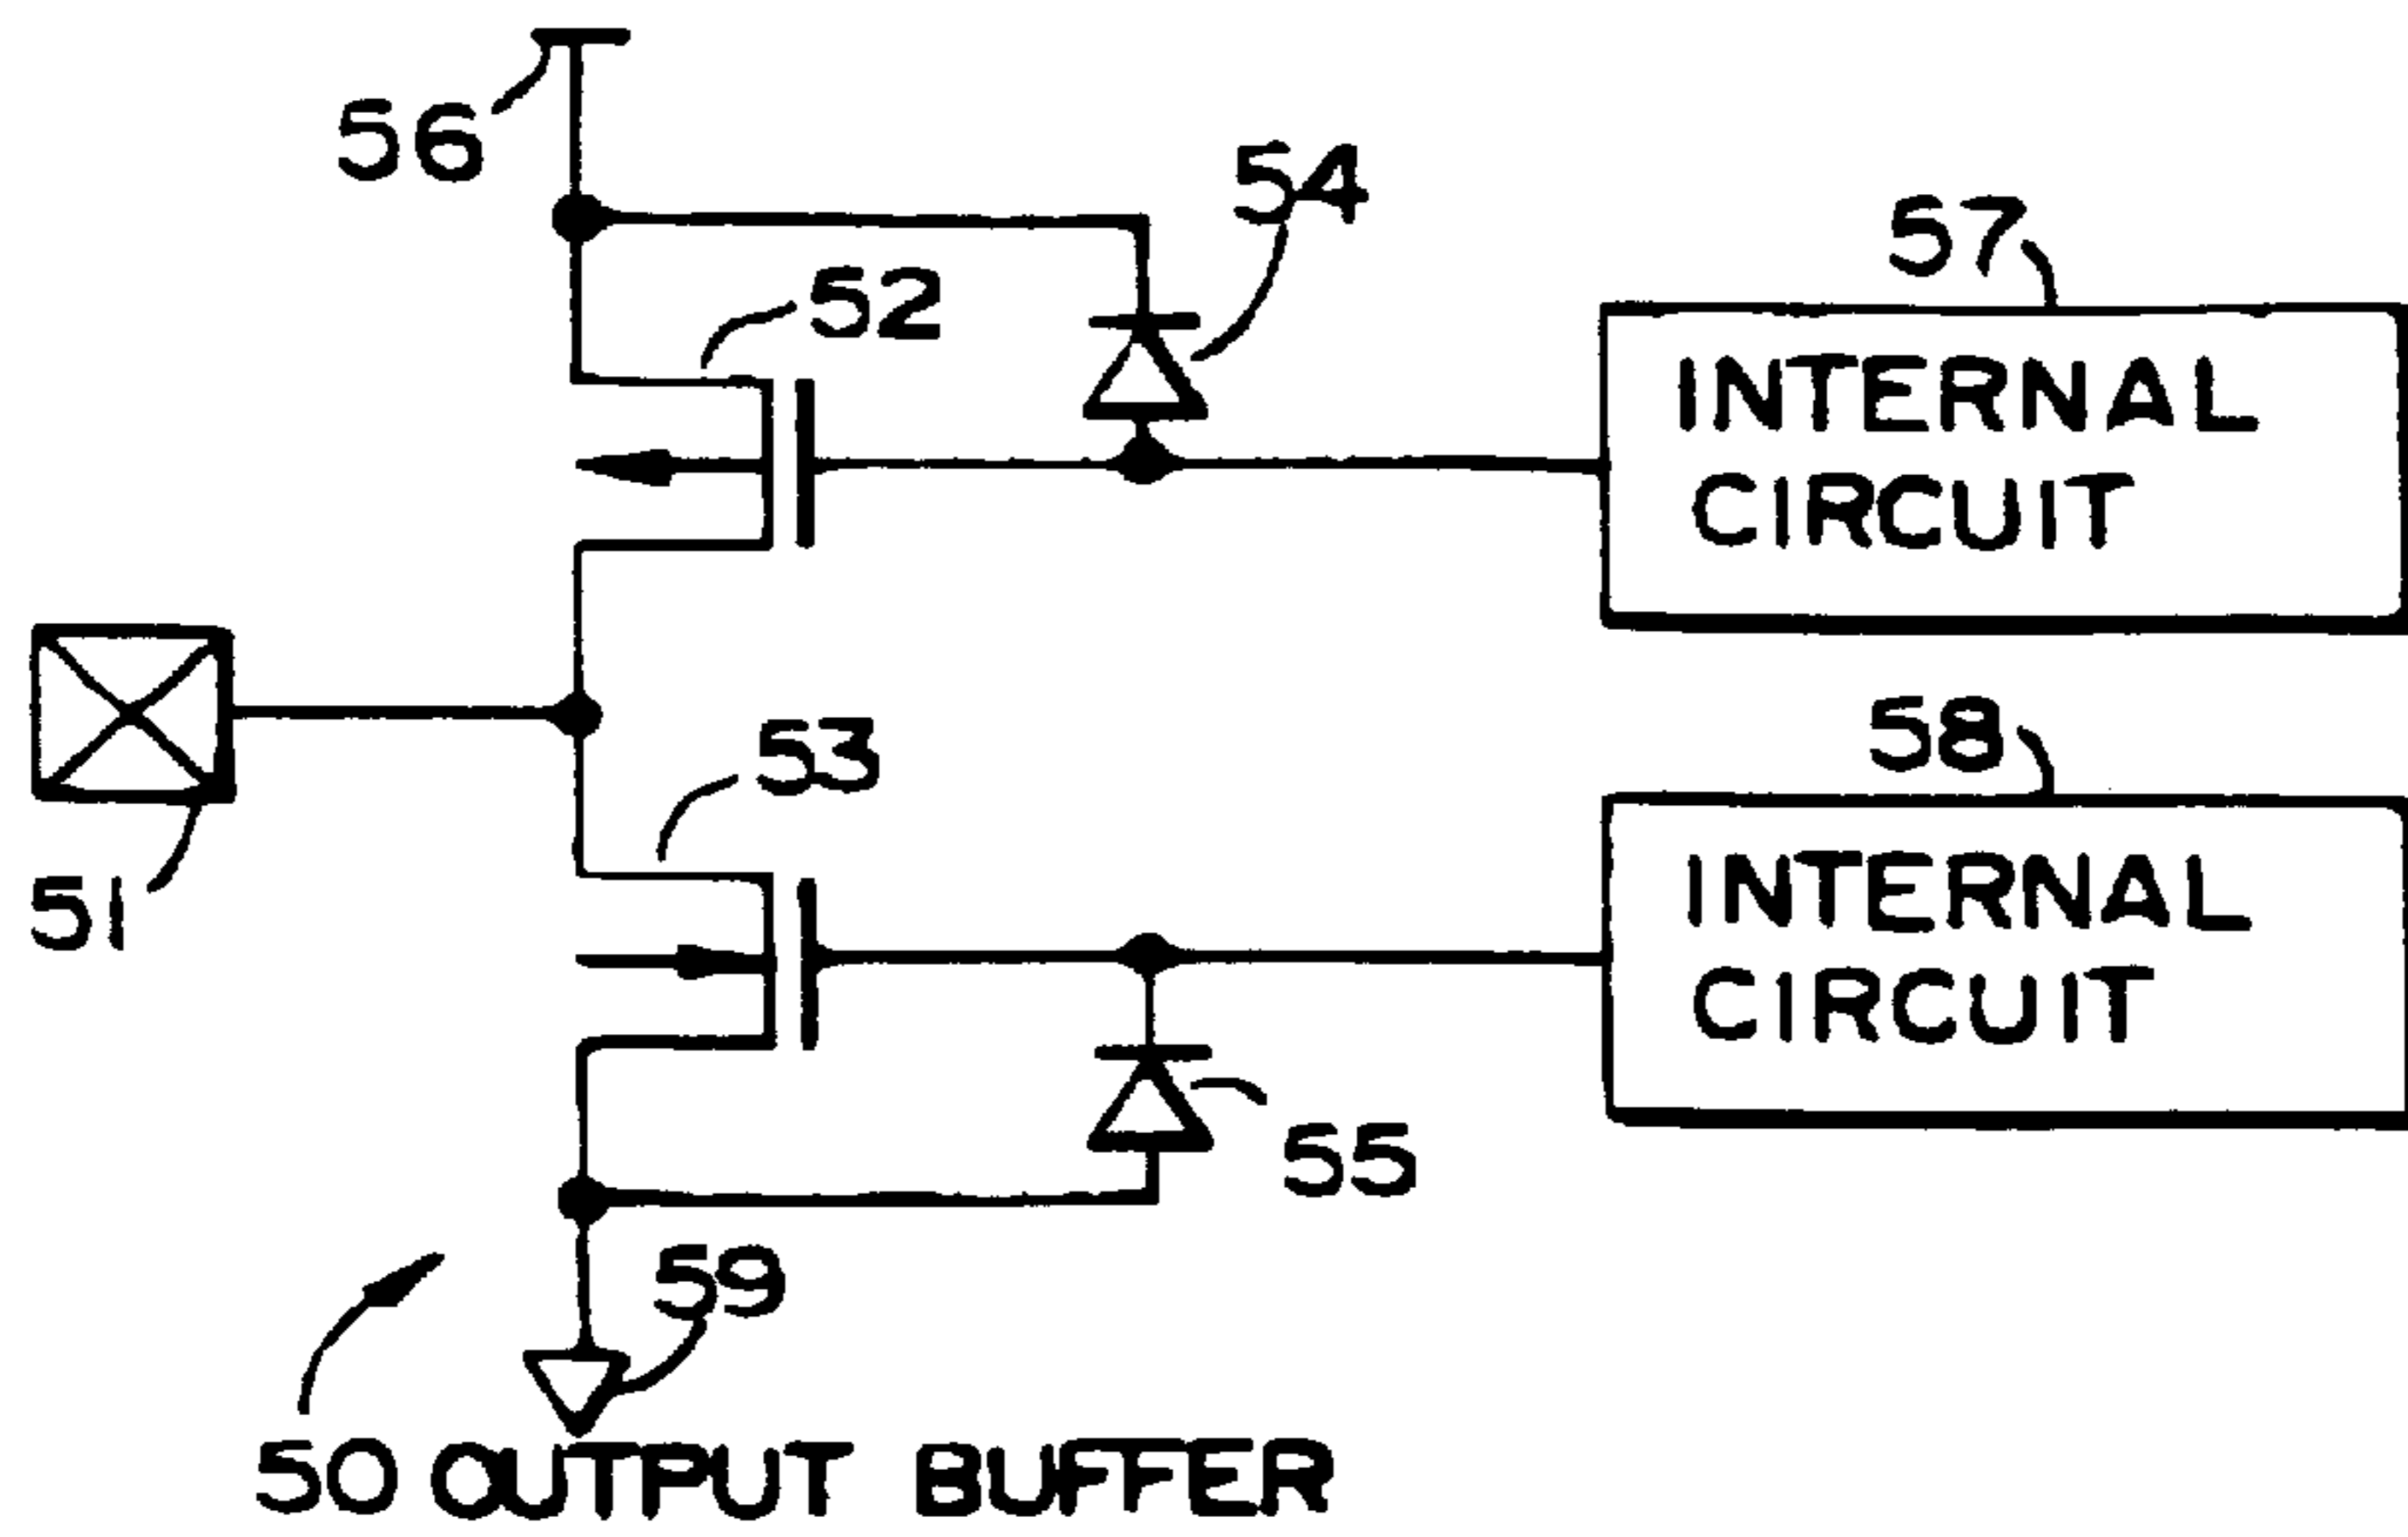 56
54
57
52
INTERNAL
CIRCUIT
58
53
51
INTERNAL
CIRCUIT
55
59
50 OUTPUT BUFFER